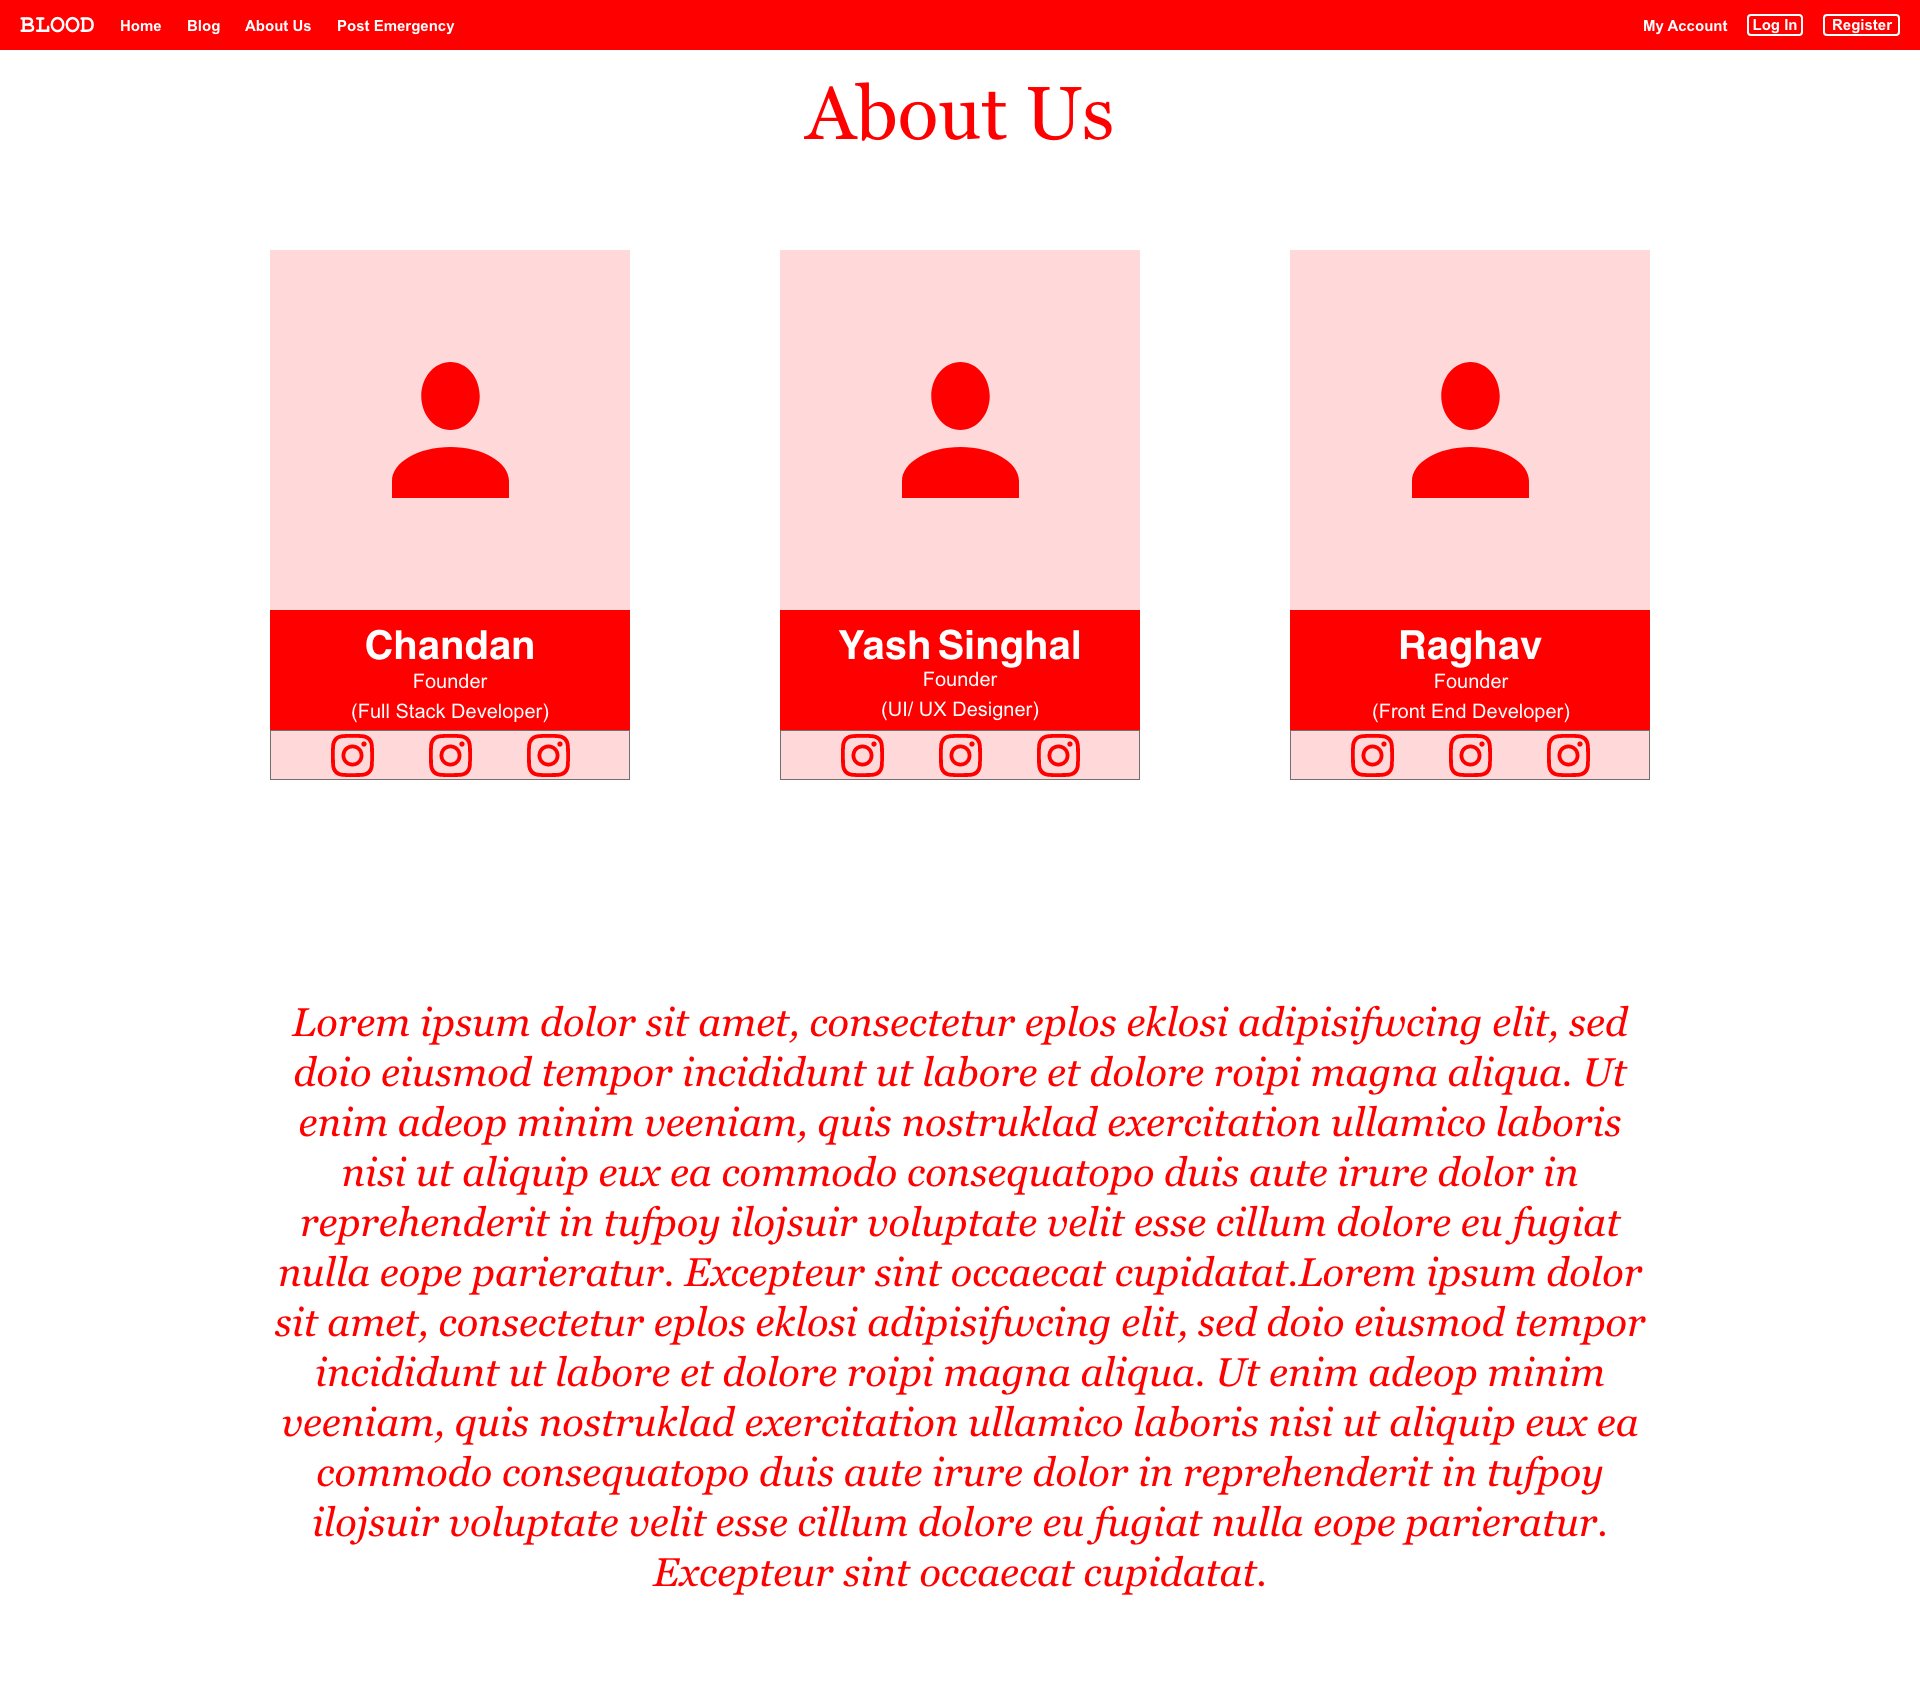 BLOOD Home Blog About Us Post Emergency My Account Log In Register
About Us
Chandan
Founder
(Full Stack Developer)
Yash Singhal
Founder
(UI/ UX Designer)
Raghav
Founder
(Front End Developer)
Lorem ipsum dolor sit amet, consectetur eplos eklosi adipisifwcing elit, sed
doio eiusmod tempor incididunt ut labore et dolore roipi magna aliqua. Ut
enim adeop minim veeniam, quis nostruklad exercitation ullamico laboris
nisi ut aliquip eux ea commodo consequatopo duis aute irure dolor in
reprehenderit in tufpoy ilojsuir voluptate velit esse cillum dolore eu fugiat
nulla eope parieratur. Excepteur sint occaecat cupidatat.Lorem ipsum dolor
sit amet, consectetur eplos eklosi adipisifwcing elit, sed doio eiusmod tempor
incididunt ut labore et dolore roipi magna aliqua. Ut enim adeop minim
veeniam, quis nostruklad exercitation ullamico laboris nisi ut aliquip eux ea
commodo consequatopo duis aute irure dolor in reprehenderit in tufpoy
ilojsuir voluptate velit esse cillum dolore eu fugiat nulla eope parieratur.
Excepteur sint occaecat cupidatat.